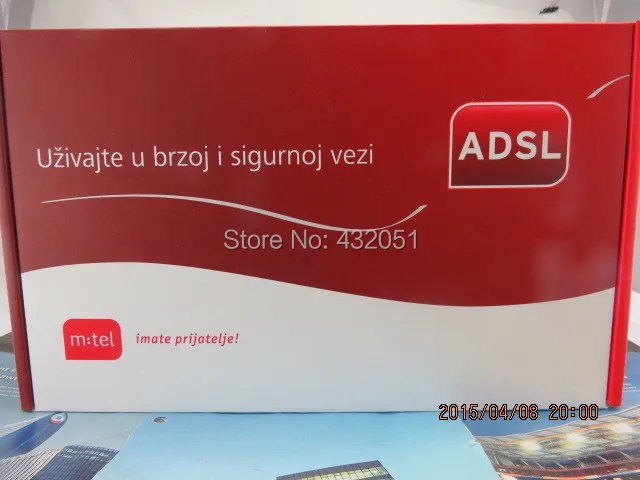 Uživajte u brzoj i sigurnoj vezi
ADSL
Store No: 432051
m:tel
imate prijatelje!
2015/04/08 20:00